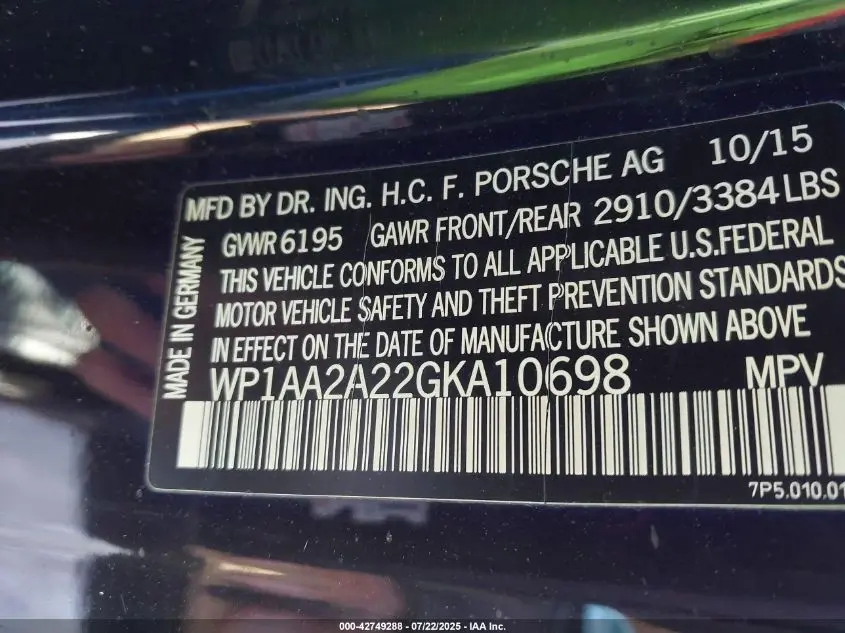 MFD BY DR. ING. H.C. F. PORSCHE AG 10/15
GVWR 6195 GAWR FRONT/REAR 2910/3384 LBS
THIS VEHICLE CONFORMS TO ALL APPLICABLE U.S.FEDERAL
MOTOR VEHICLE SAFETY AND THEFT PREVENTION STANDARDS
IN EFFECT ON THE DATE OF MANUFACTURE SHOWN ABOVE
WP1AA2A22GKA10698 MPV
MADE IN GERMANY
7P5.010.01
000-42749288 - 07/22/2025 - IAA Inc.